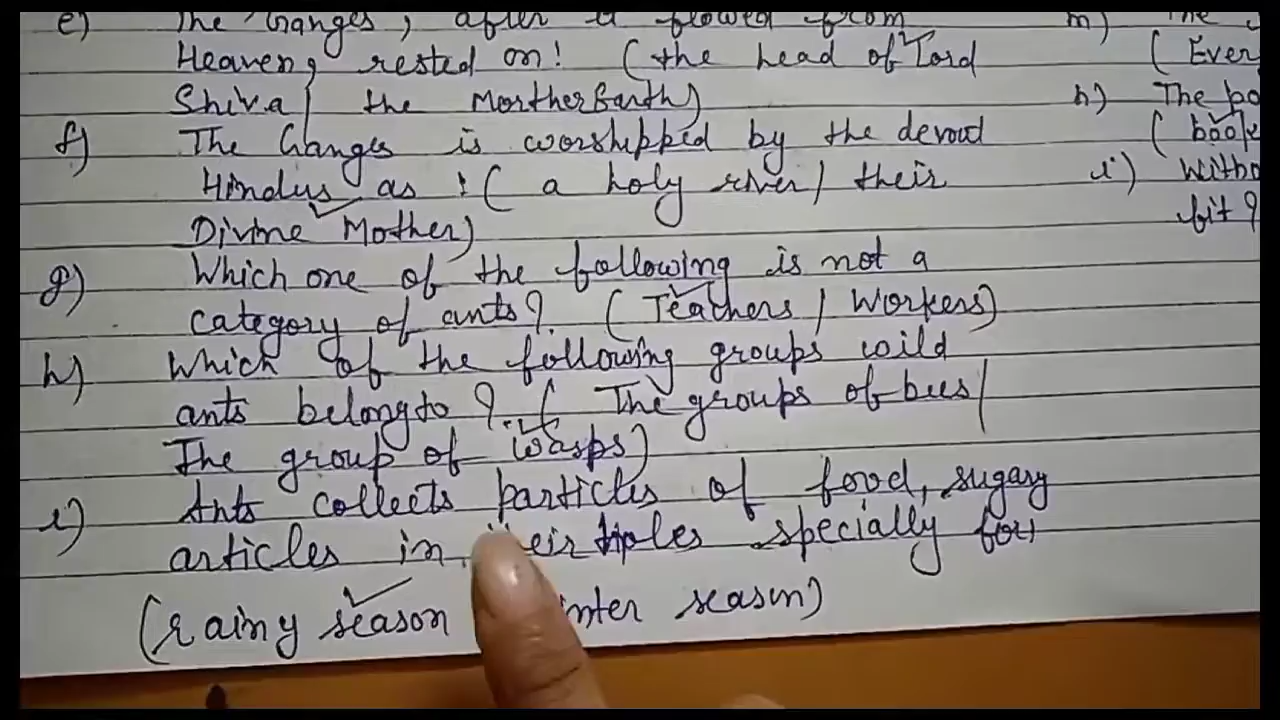 e) The Ganges, after it flowed from
Heaven, rested on! (the head of Lord
Shiva / the MortherEarth)
f) The Ganges is worshipped by the devoud
Hindus as : ( a holy river / their
Divine Mother)
g) Which one of the following is not a
category of ants? ( Teachers / Workers)
h) Which of the following groups wild
ants belong to ? ( The groups of bees /
The group of wasps)
i) Ants collects particles of food, sugary
articles in eir holes specially for
(rainy season inter season)
m) The
( Ever
n) The po
( book
i) Witho
fit ?